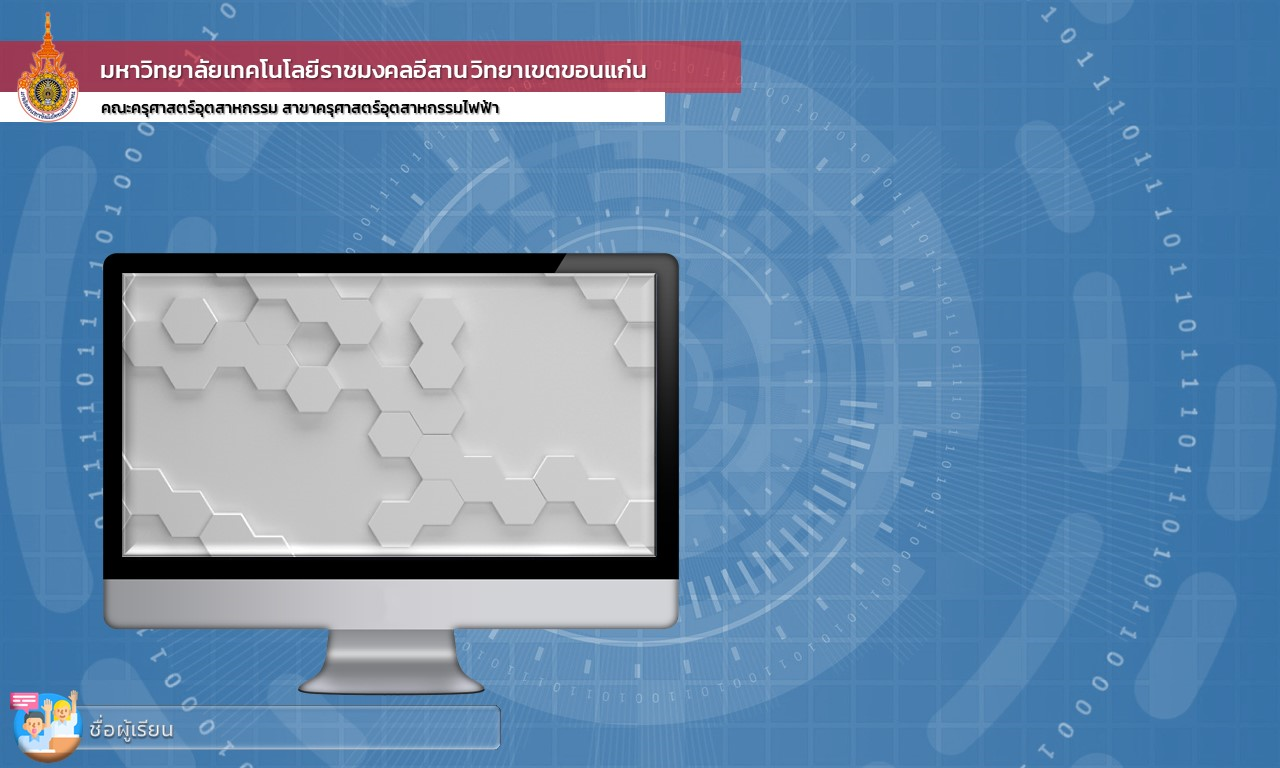 มหาวิทยาลัยเทคโนโลยีราชมงคลอีสาน วิทยาเขตขอนแก่น
คณะครุศาสตร์อุตสาหกรรม สาขาครุศาสตร์อุตสาหกรรมไฟฟ้า
ชื่อผู้เรียน